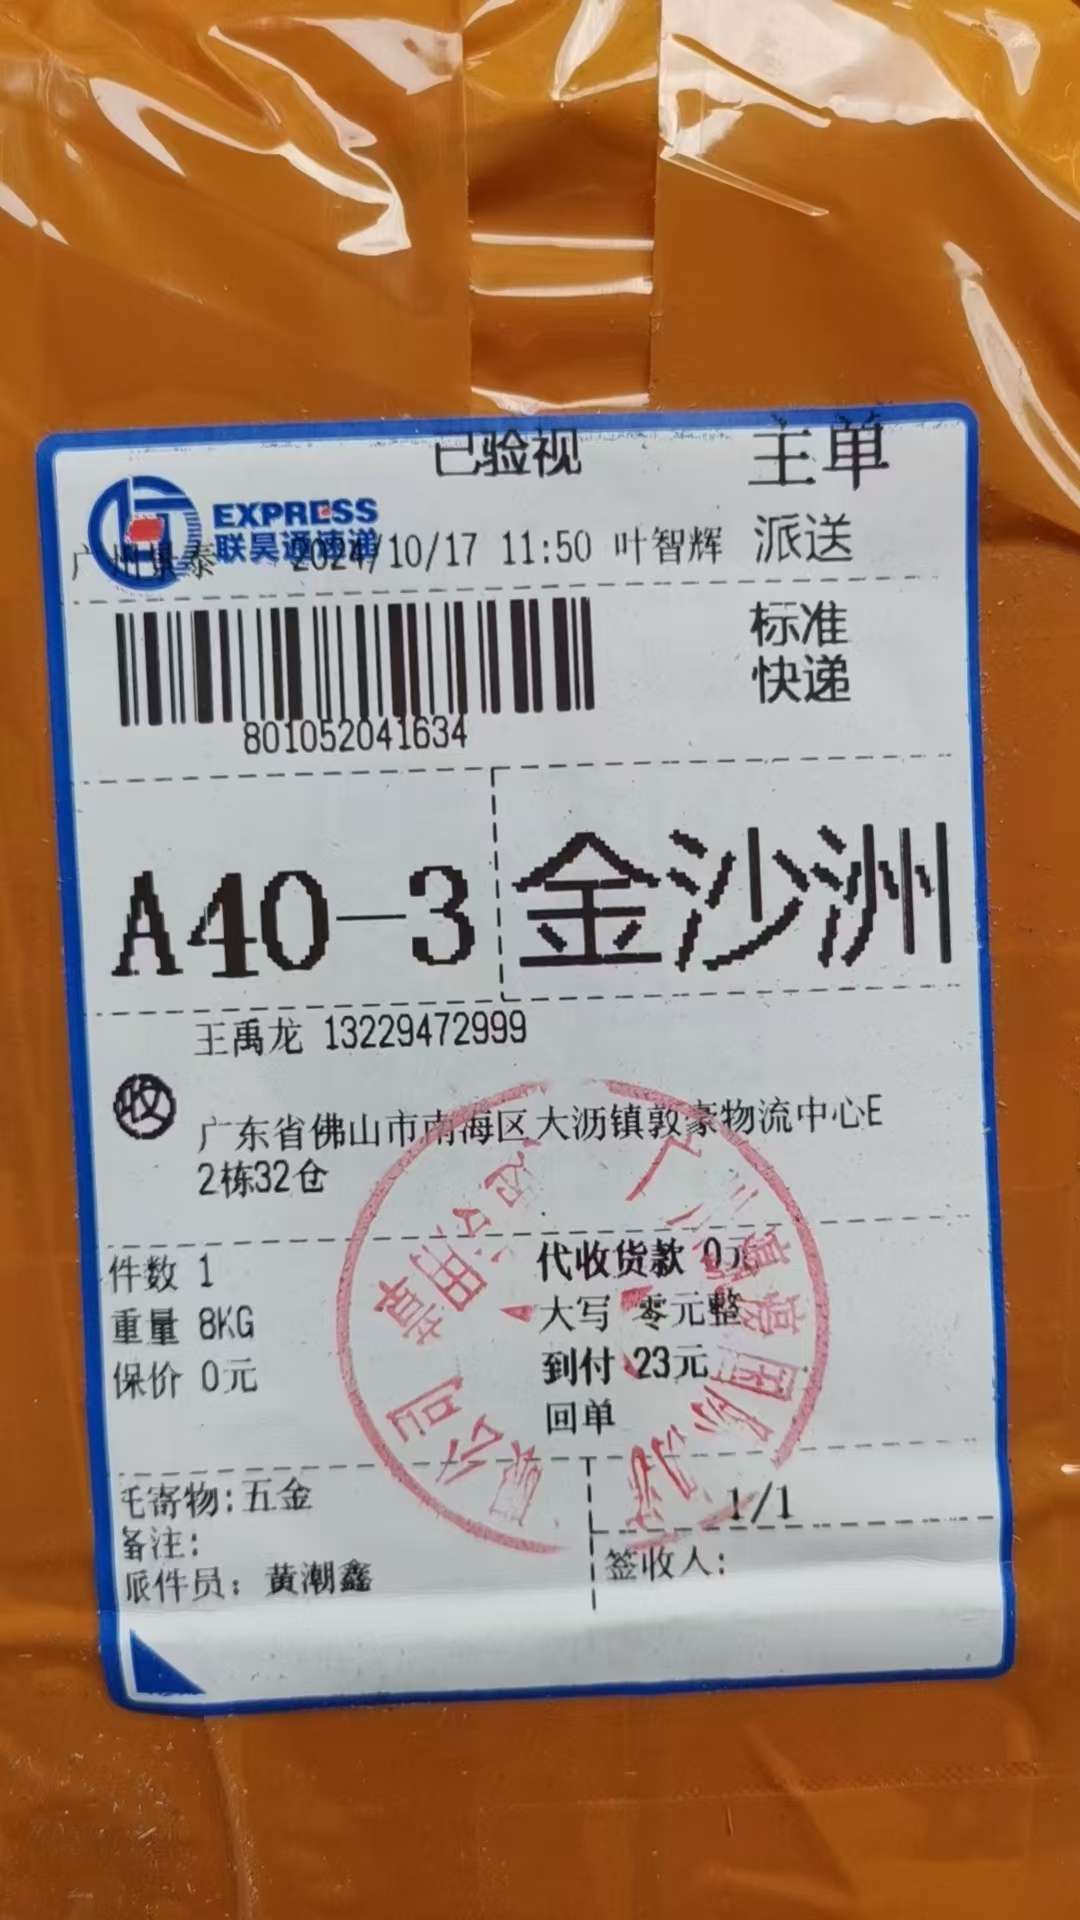 已验视 主单
EXPRESS
联昊通速递
广州景泰 2024/10/17 11:50 叶智辉 派送
标准
快递
801052041634
A40-3 金沙洲
王禹龙 13229472999
收
广东省佛山市南海区大沥镇敦豪物流中心E
2栋32仓
件数 1 代收货款 0元
重量 8KG 大写 零元整
保价 0元 到付 23元
回单
托寄物:五金 1/1
备注:
派件员: 黄潮鑫 签收人: